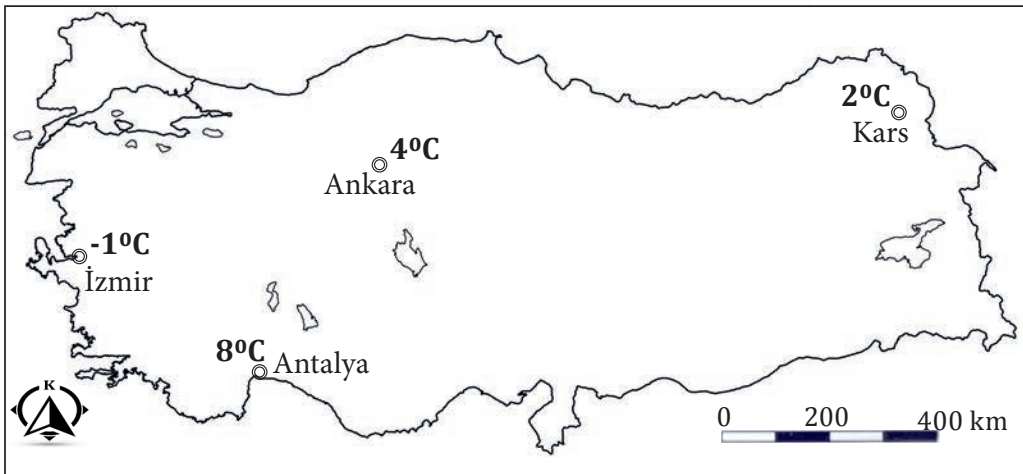 2⁰C
Kars
4⁰C
Ankara
-1⁰C
İzmir
8⁰C
Antalya
K
0 200 400 km